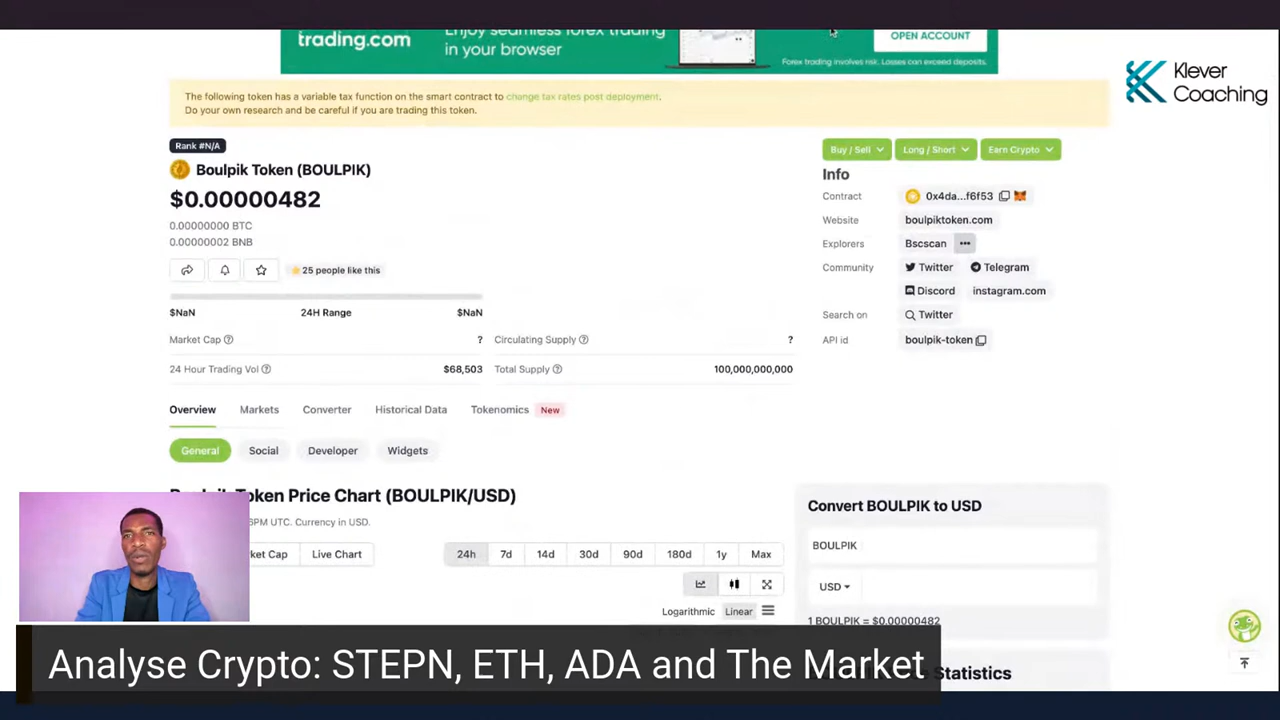 trading.com
Enjoy seamless forex trading
in your browser
OPEN ACCOUNT
Forex trading involves risk. Losses can exceed deposits.
Klever
Coaching
The following token has a variable tax function on the smart contract to change tax rates post deployment.
Do your own research and be careful if you are trading this token.
Rank #N/A
Boulpik Token (BOULPIK)
$0.00000482
0.00000000 BTC
0.00000002 BNB
25 people like this
$NaN 24H Range $NaN
Market Cap ?
Circulating Supply ?
24 Hour Trading Vol $68,503
Total Supply 100,000,000,000
Buy / Sell Long / Short Earn Crypto
Info
Contract 0x4da...f6f53
Website boulpiktoken.com
Explorers Bscscan
Community Twitter Telegram
Discord instagram.com
Search on Twitter
API id boulpik-token
Overview Markets Converter Historical Data Tokenomics New
General Social Developer Widgets
Token Price Chart (BOULPIK/USD)
PM UTC. Currency in USD.
Cap Live Chart
24h 7d 14d 30d 90d 180d 1y Max
Logarithmic Linear
Convert BOULPIK to USD
BOULPIK
USD
1 BOULPIK = $0.00000482
Statistics
Analyse Crypto: STEPN, ETH, ADA and The Market